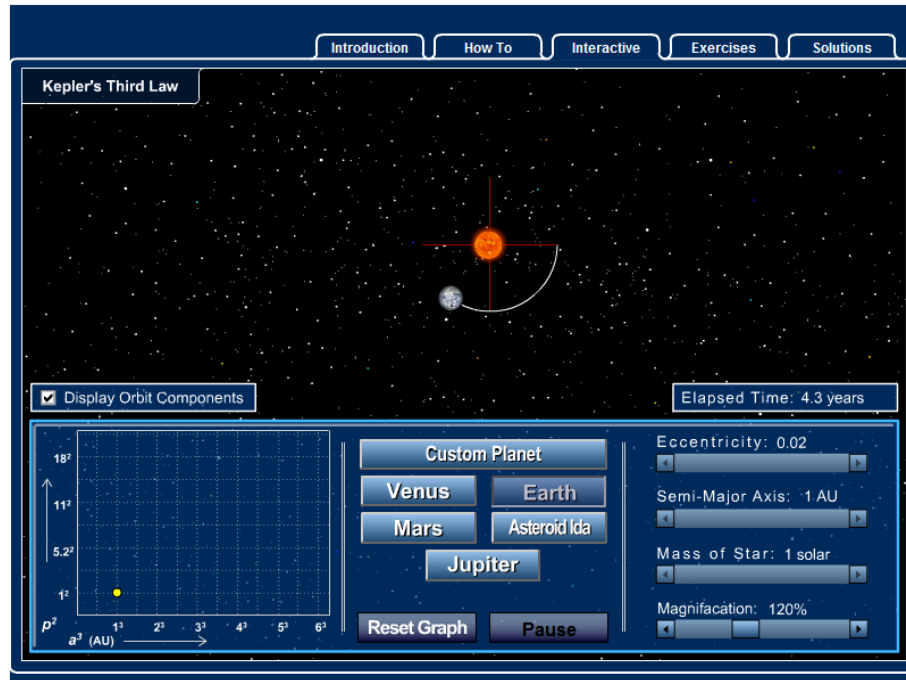 Introduction
How To
Interactive
Exercises
Solutions
Kepler's Third Law
Display Orbit Components
Elapsed Time: 4.3 years
18²
11²
5.2²
1²
p²
1³ 2³ 3³ 4³ 5³ 6³
a³ (AU)
Custom Planet
Venus
Earth
Mars
Asteroid Ida
Jupiter
Reset Graph
Pause
Eccentricity: 0.02
Semi-Major Axis: 1 AU
Mass of Star: 1 solar
Magnifacation: 120%